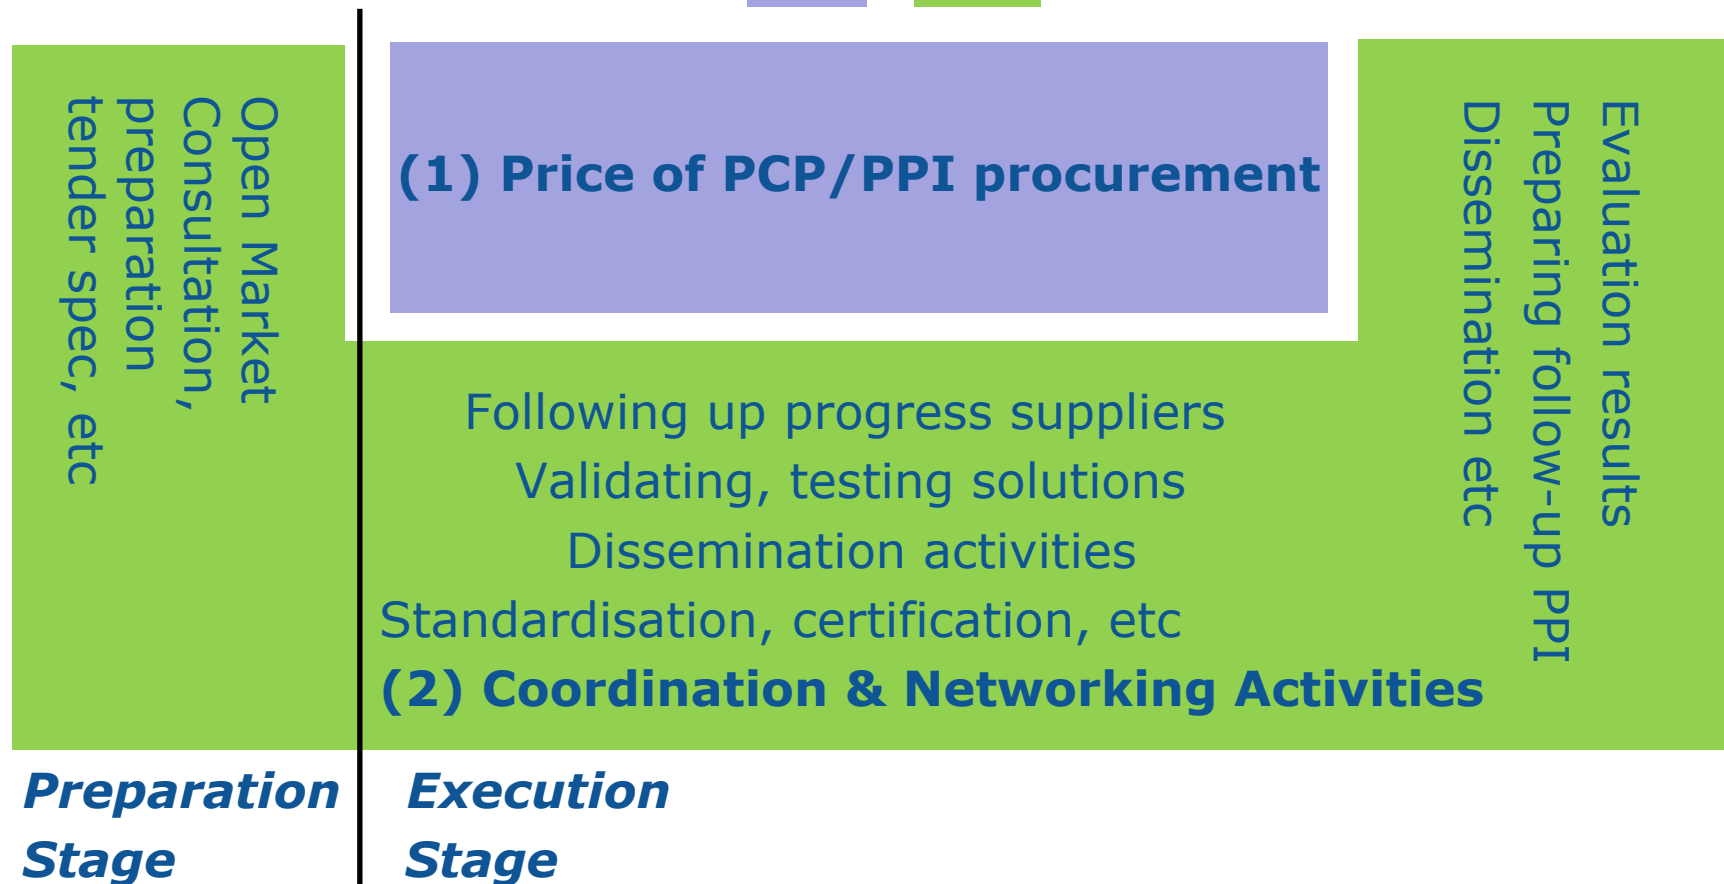 Open Market
Consultation,
preparation
tender spec, etc
(1) Price of PCP/PPI procurement
Following up progress suppliers
Validating, testing solutions
Dissemination activities
Standardisation, certification, etc
(2) Coordination & Networking Activities
Evaluation results
Preparing follow-up PPI
Dissemination etc
Preparation
Stage
Execution
Stage